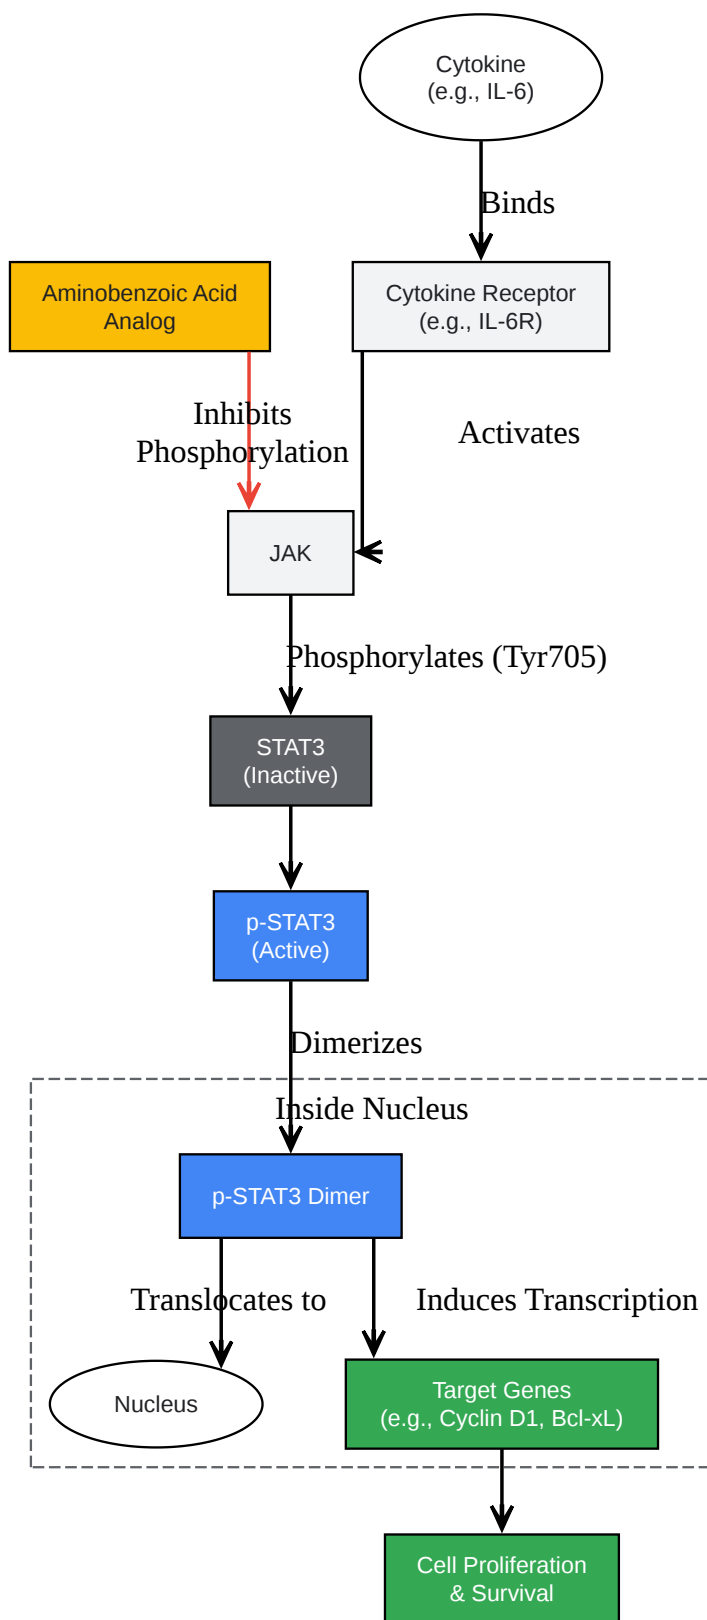 Cytokine
(e.g., IL-6)
Binds
Aminobenzoic Acid
Analog
Cytokine Receptor
(e.g., IL-6R)
Inhibits
Phosphorylation
Activates
JAK
Phosphorylates (Tyr705)
STAT3
(Inactive)
p-STAT3
(Active)
Dimerizes
Inside Nucleus
p-STAT3 Dimer
Translocates to
Induces Transcription
Nucleus
Target Genes
(e.g., Cyclin D1, Bcl-xL)
Cell Proliferation
& Survival